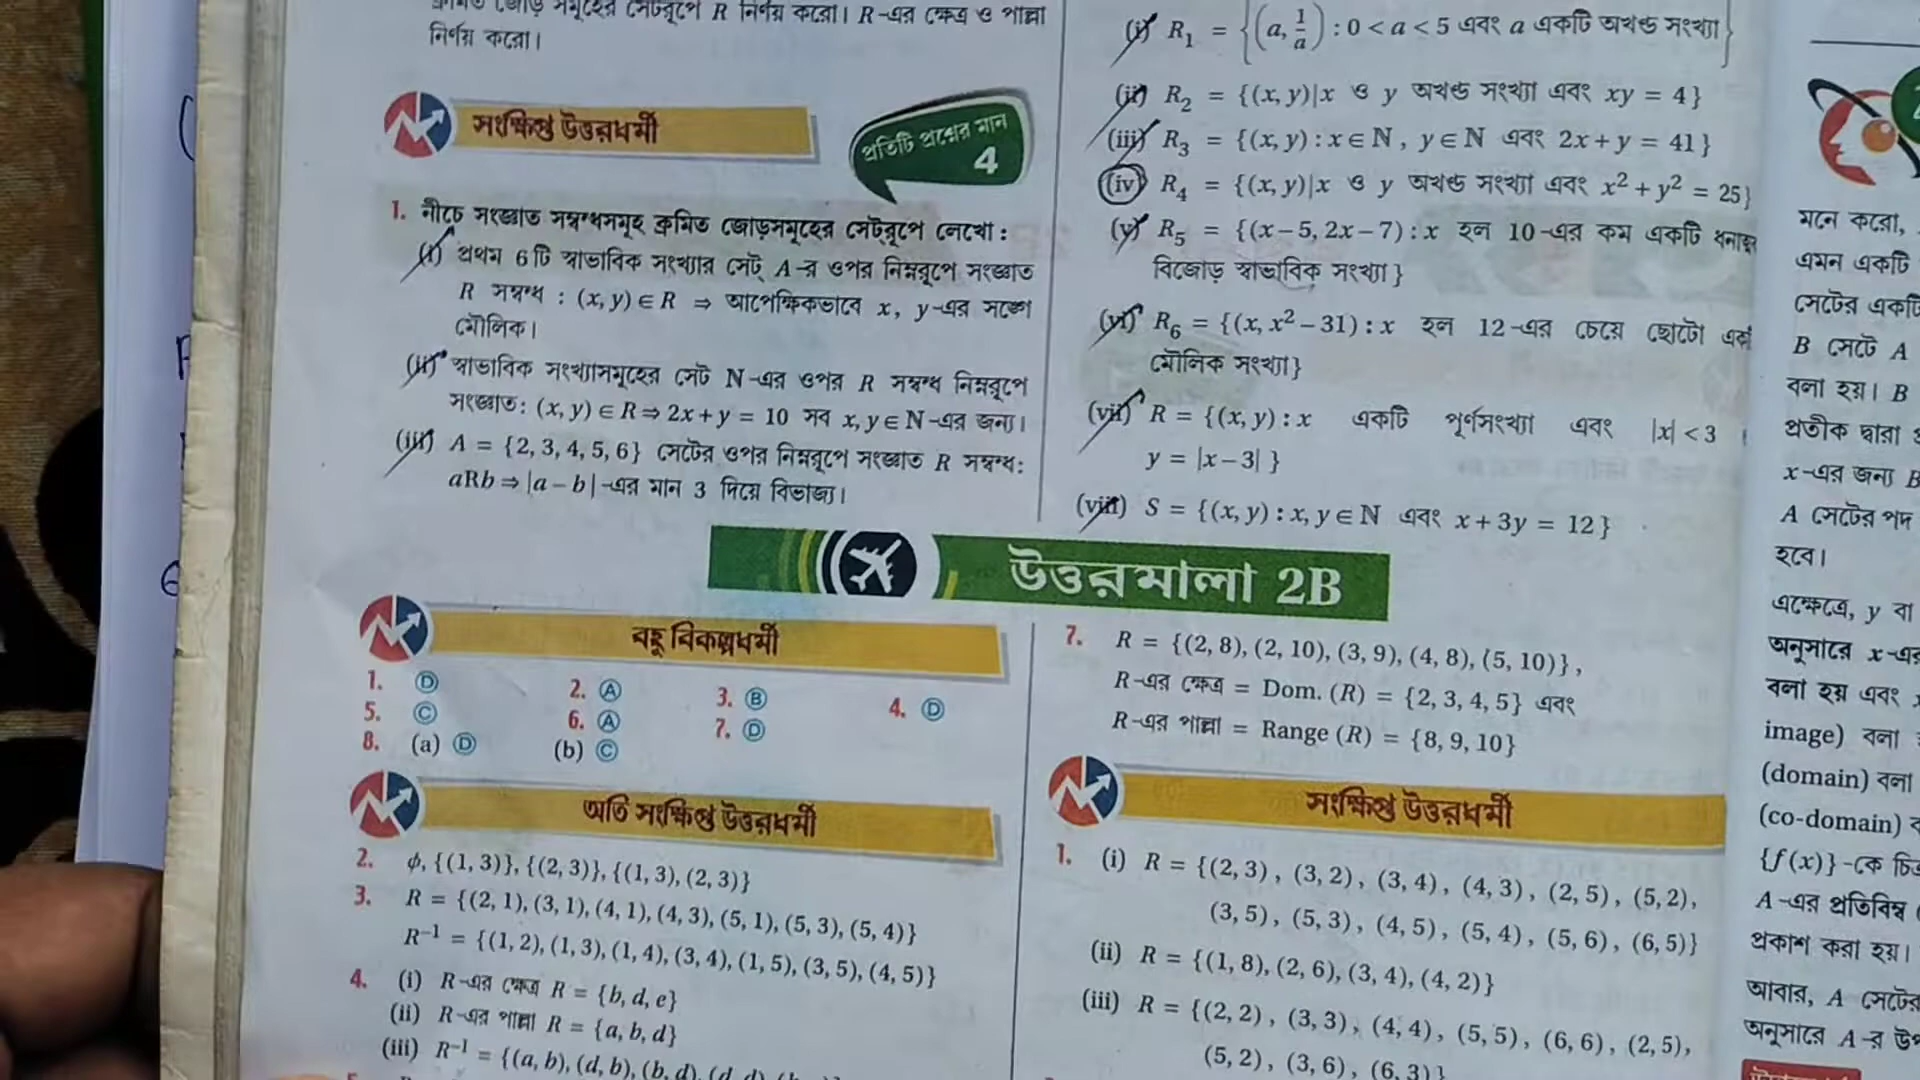 নির্ণয় করো।
সংক্ষিপ্ত উত্তরধর্মী
প্রতিটি প্রশ্নের মান
4
1. নীচে সংজ্ঞাত সম্বন্ধসমূহ ক্রমিত জোড়সমূহের সেট্‌রূপে লেখো :
(i) প্রথম 6টি স্বাভাবিক সংখ্যার সেট্ A-র ওপর নিম্নরূপে সংজ্ঞাত
R সম্বন্ধ : (x, y) ∈ R ⇒ আপেক্ষিকভাবে x, y-এর সঙ্গে
মৌলিক।
(ii) স্বাভাবিক সংখ্যাসমূহের সেট N-এর ওপর R সম্বন্ধ নিম্নরূপে
সংজ্ঞাত: (x, y) ∈ R ⇒ 2x + y = 10 সব x, y ∈ N-এর জন্য।
(iii) A = {2, 3, 4, 5, 6} সেটের ওপর নিম্নরূপে সংজ্ঞাত R সম্বন্ধ:
aRb ⇒ |a – b|-এর মান 3 দিয়ে বিভাজ্য।
(i) R₁ = {(a, 1/a) : 0 < a < 5 এবং a একটি অখণ্ড সংখ্যা}
(ii) R₂ = {(x, y)|x ও y অখণ্ড সংখ্যা এবং xy = 4}
(iii) R₃ = {(x, y) : x ∈ N, y ∈ N এবং 2x + y = 41}
(iv) R₄ = {(x, y)|x ও y অখণ্ড সংখ্যা এবং x² + y² = 25}
(v) R₅ = {(x – 5, 2x – 7) : x হল 10-এর কম একটি
বিজোড় স্বাভাবিক সংখ্যা}
(vi) R₆ = {(x, x² – 31) : x হল 12-এর চেয়ে ছোটো
মৌলিক সংখ্যা}
(vii) R = {(x, y) : x একটি পূর্ণসংখ্যা এবং |x| < 3
y = |x – 3| }
(viii) S = {(x, y) : x, y ∈ N এবং x + 3y = 12}
উত্তরমালা 2B
বহু বিকল্পধর্মী
1. D 2. A 3. B 4. D
5. C 6. A 7. D
8. (a) D (b) C
অতি সংক্ষিপ্ত উত্তরধর্মী
2. ϕ, {(1, 3)}, {(2, 3)}, {(1, 3), (2, 3)}
3. R = {(2, 1), (3, 1), (4, 1), (4, 3), (5, 1), (5, 3), (5, 4)}
R⁻¹ = {(1, 2), (1, 3), (1, 4), (3, 4), (1, 5), (3, 5), (4, 5)}
4. (i) R-এর ক্ষেত্র R = {b, d, e}
(ii) R-এর পাল্লা R = {a, b, d}
(iii) R⁻¹ = {(a, b), (d, b), (b, d), (d, d),
7. R = {(2, 8), (2, 10), (3, 9), (4, 8), (5, 10)},
R-এর ক্ষেত্র = Dom. (R) = {2, 3, 4, 5} এবং
R-এর পাল্লা = Range (R) = {8, 9, 10}
সংক্ষিপ্ত উত্তরধর্মী
1. (i) R = {(2, 3), (3, 2), (3, 4), (4, 3), (2, 5), (5, 2),
(3, 5), (5, 3), (4, 5), (5, 4), (5, 6), (6, 5)}
(ii) R = {(1, 8), (2, 6), (3, 4), (4, 2)}
(iii) R = {(2, 2), (3, 3), (4, 4), (5, 5), (6, 6), (2, 5),
(5, 2), (3, 6), (6, 3)}
মনে করো,
এমন একটি
সেটের একটি
B সেটে A
বলা হয়। B
প্রতীক দ্বারা
x-এর জন্য B
A সেটের পদ
হবে।
এক্ষেত্রে, y বা
অনুসারে x-এর
বলা হয় এবং
image) বলা
(domain) বলা
(co-domain)
{f(x)}-কে
A-এর প্রতিবিম্ব
প্রকাশ করা হয়।
আবার, A সেটের
অনুসারে A-র